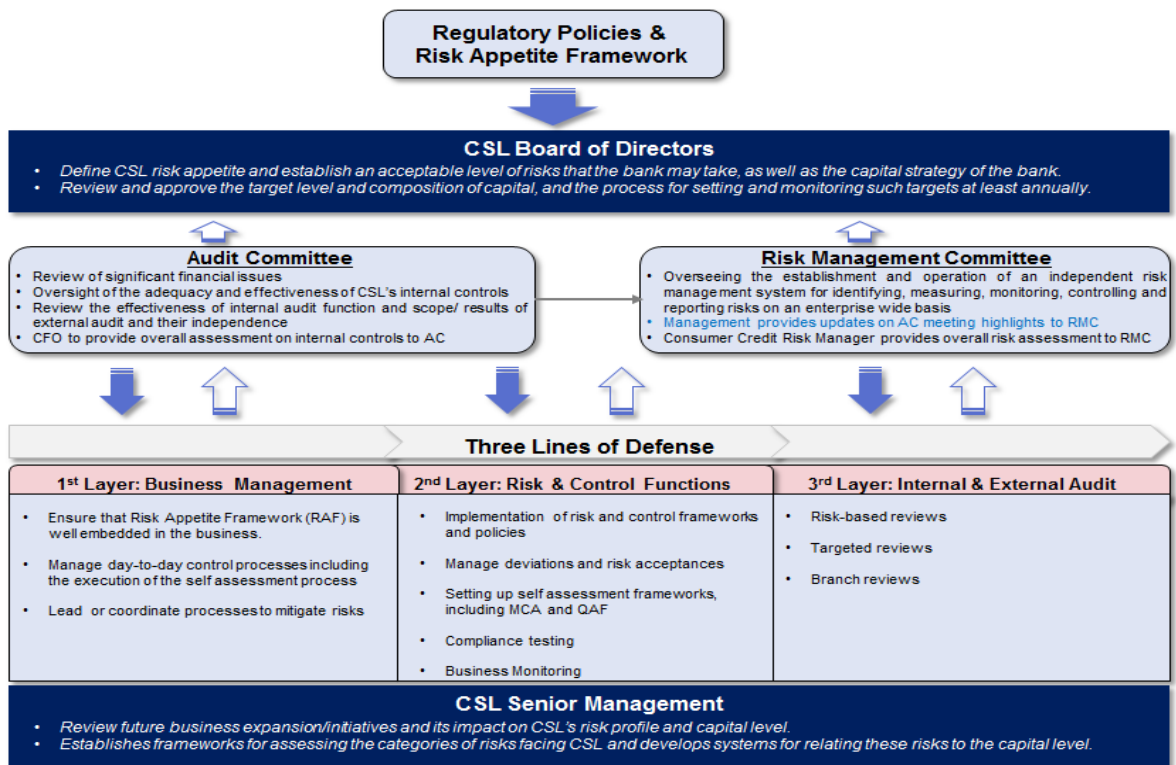 Regulatory Policies &
Risk Appetite Framework
CSL Board of Directors
• Define CSL risk appetite and establish an acceptable level of risks that the bank may take, as well as the capital strategy of the bank.
• Review and approve the target level and composition of capital, and the process for setting and monitoring such targets at least annually.
Audit Committee
• Review of significant financial issues
• Oversight of the adequacy and effectiveness of CSL's internal controls
• Review the effectiveness of internal audit function and scope/ results of
external audit and their independence
• CFO to provide overall assessment on internal controls to AC
Risk Management Committee
• Overseeing the establishment and operation of an independent risk
management system for identifying, measuring, monitoring, controlling and
reporting risks on an enterprise wide basis
• Management provides updates on AC meeting highlights to RMC
• Consumer Credit Risk Manager provides overall risk assessment to RMC
Three Lines of Defense
1st Layer: Business Management
• Ensure that Risk Appetite Framework (RAF) is
well embedded in the business.
• Manage day-to-day control processes including
the execution of the self assessment process
• Lead or coordinate processes to mitigate risks
2nd Layer: Risk & Control Functions
• Implementation of risk and control frameworks
and policies
• Manage deviations and risk acceptances
• Setting up self assessment frameworks,
including MCA and QAF
• Compliance testing
• Business Monitoring
3rd Layer: Internal & External Audit
• Risk-based reviews
• Targeted reviews
• Branch reviews
CSL Senior Management
• Review future business expansion/initiatives and its impact on CSL's risk profile and capital level.
• Establishes frameworks for assessing the categories of risks facing CSL and develops systems for relating these risks to the capital level.